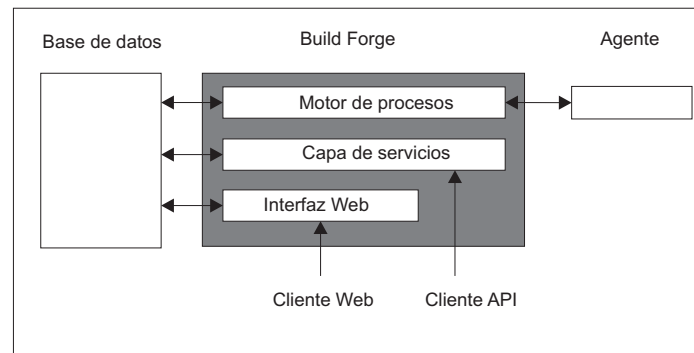 Base de datos
Build Forge
Agente
Motor de procesos
Capa de servicios
Interfaz Web
Cliente Web
Cliente API